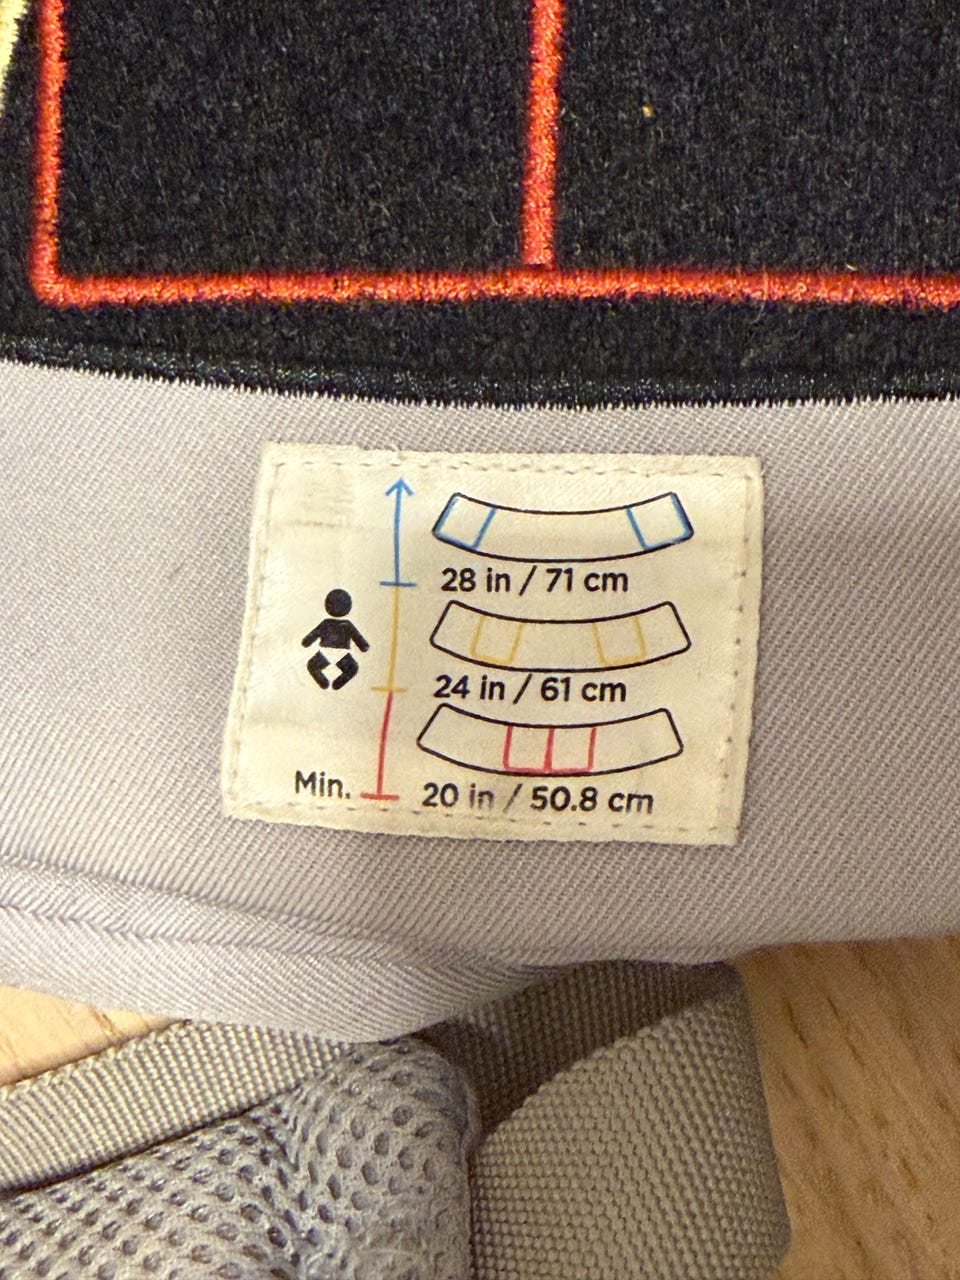 28 in / 71 cm
24 in / 61 cm
Min. 20 in / 50.8 cm